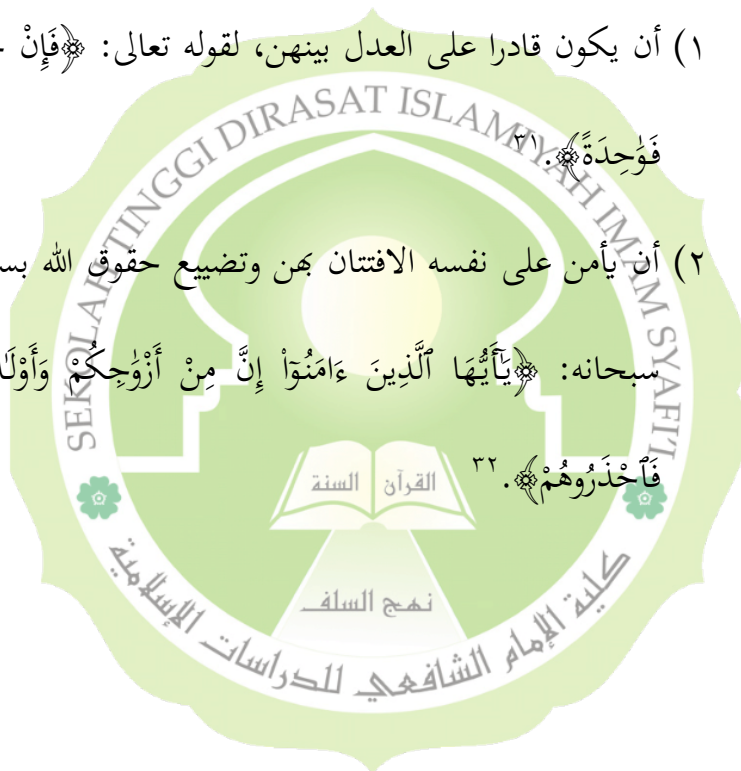 ١) أن يكون قادرا على العدل بينهن، لقوله تعالى: ﴿فَإِنْ
فَوَٰحِدَةً﴾.٣١
٢) أن يأمن على نفسه الافتتان بهن وتضييع حقوق الله
سبحانه: ﴿يَٰٓأَيُّهَا ٱلَّذِينَ ءَامَنُوٓاْ إِنَّ مِنْ أَزْوَٰجِكُمْ
فَٱحْذَرُوهُمْ﴾.٣٢
SEKOLAH TINGGI DIRASAT ISLAMIYAH IMAM SYAFI'I
القرآن السنة
نهج السلف
كلية الإمام الشافعي للدراسات الإسلامية